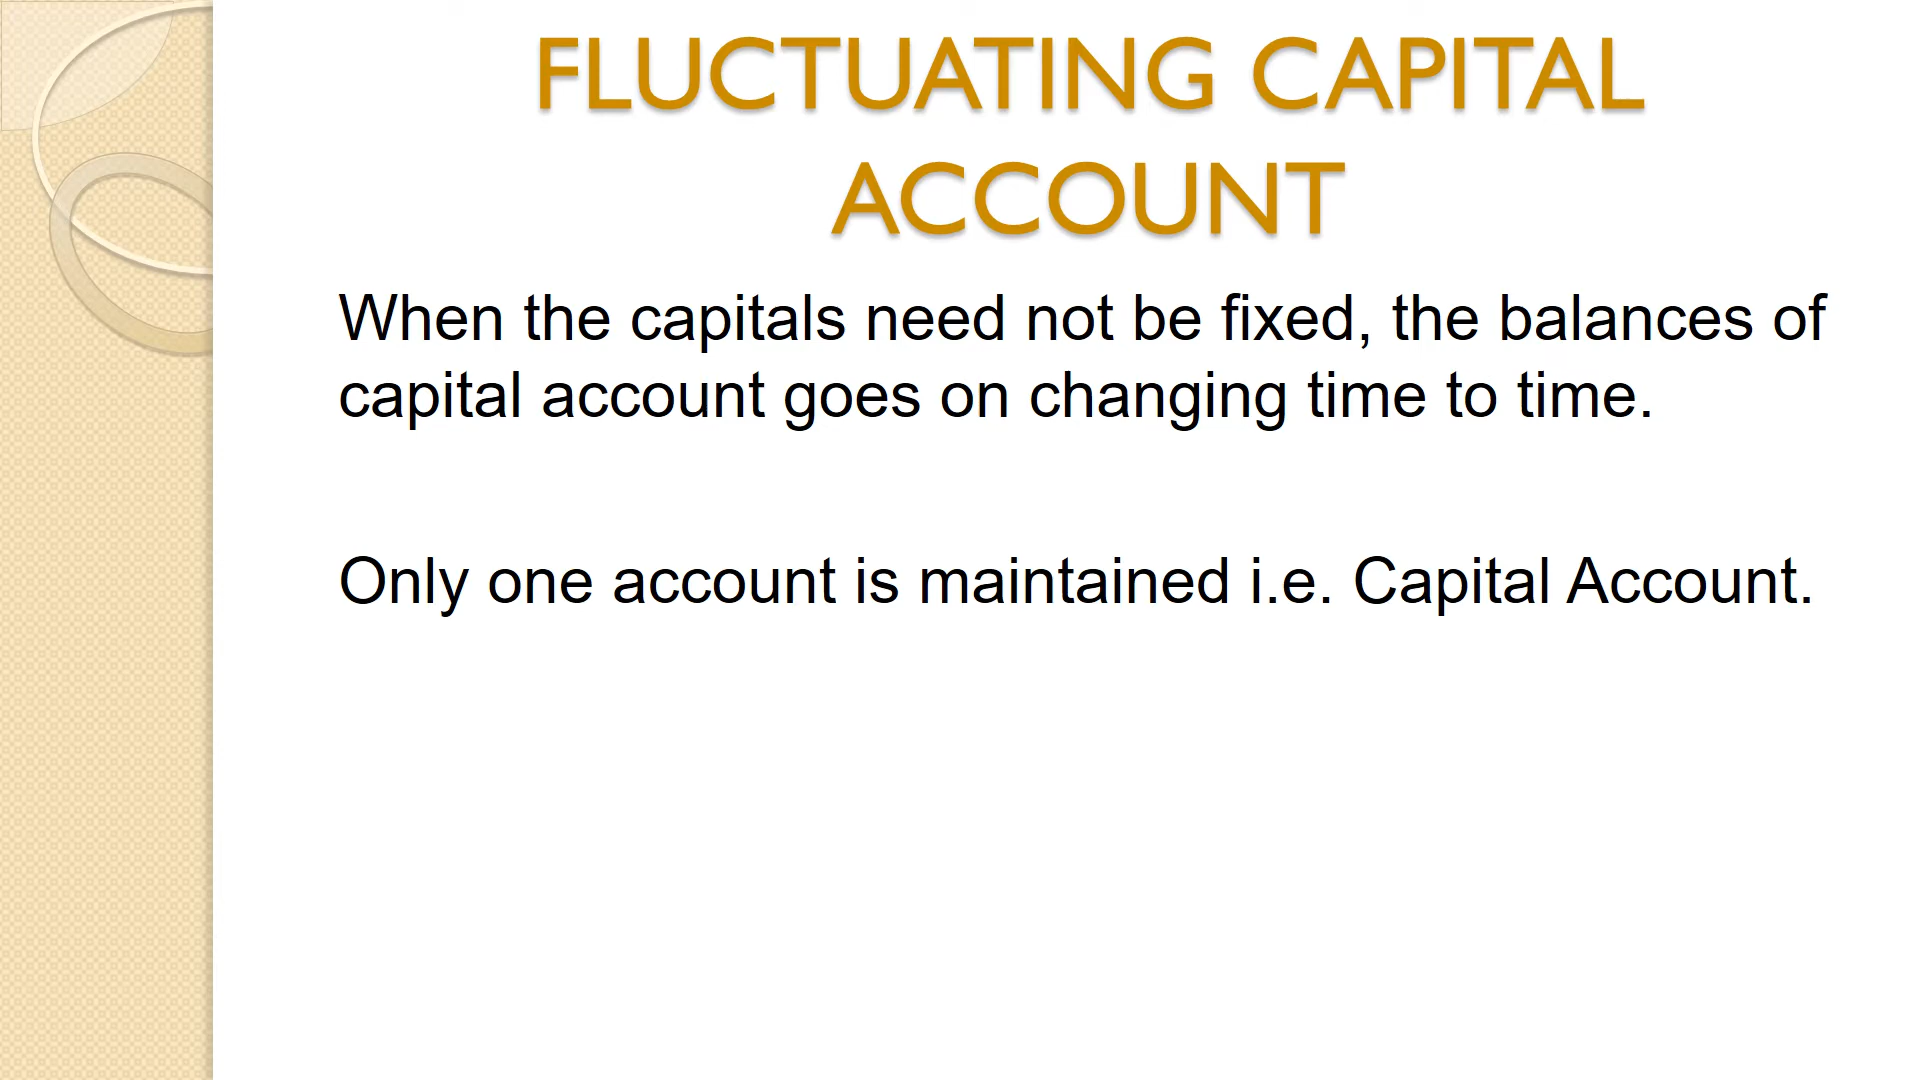 FLUCTUATING CAPITAL
ACCOUNT
When the capitals need not be fixed, the balances of
capital account goes on changing time to time.
Only one account is maintained i.e. Capital Account.